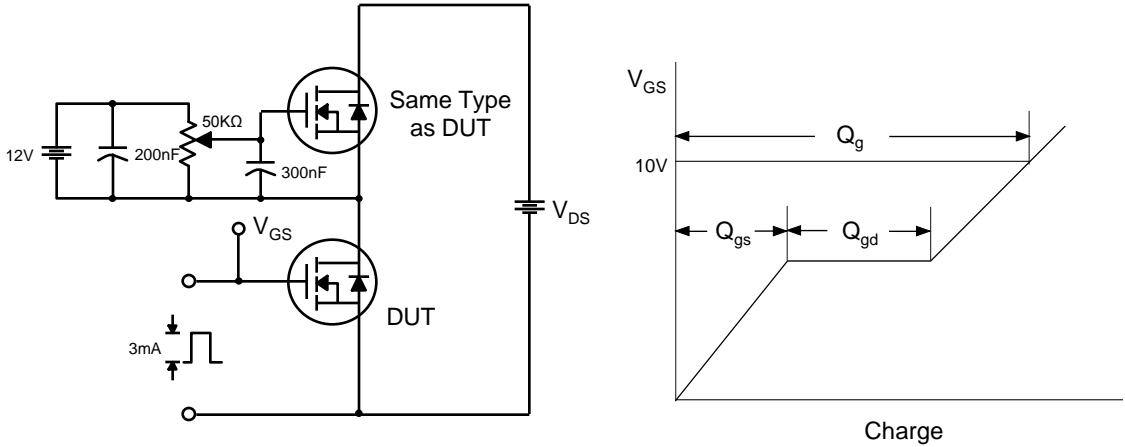 12V
200nF
50KΩ
300nF
Same Type
as DUT
V_DS
V_GS
DUT
3mA
V_GS
10V
Q_g
Q_gs
Q_gd
Charge